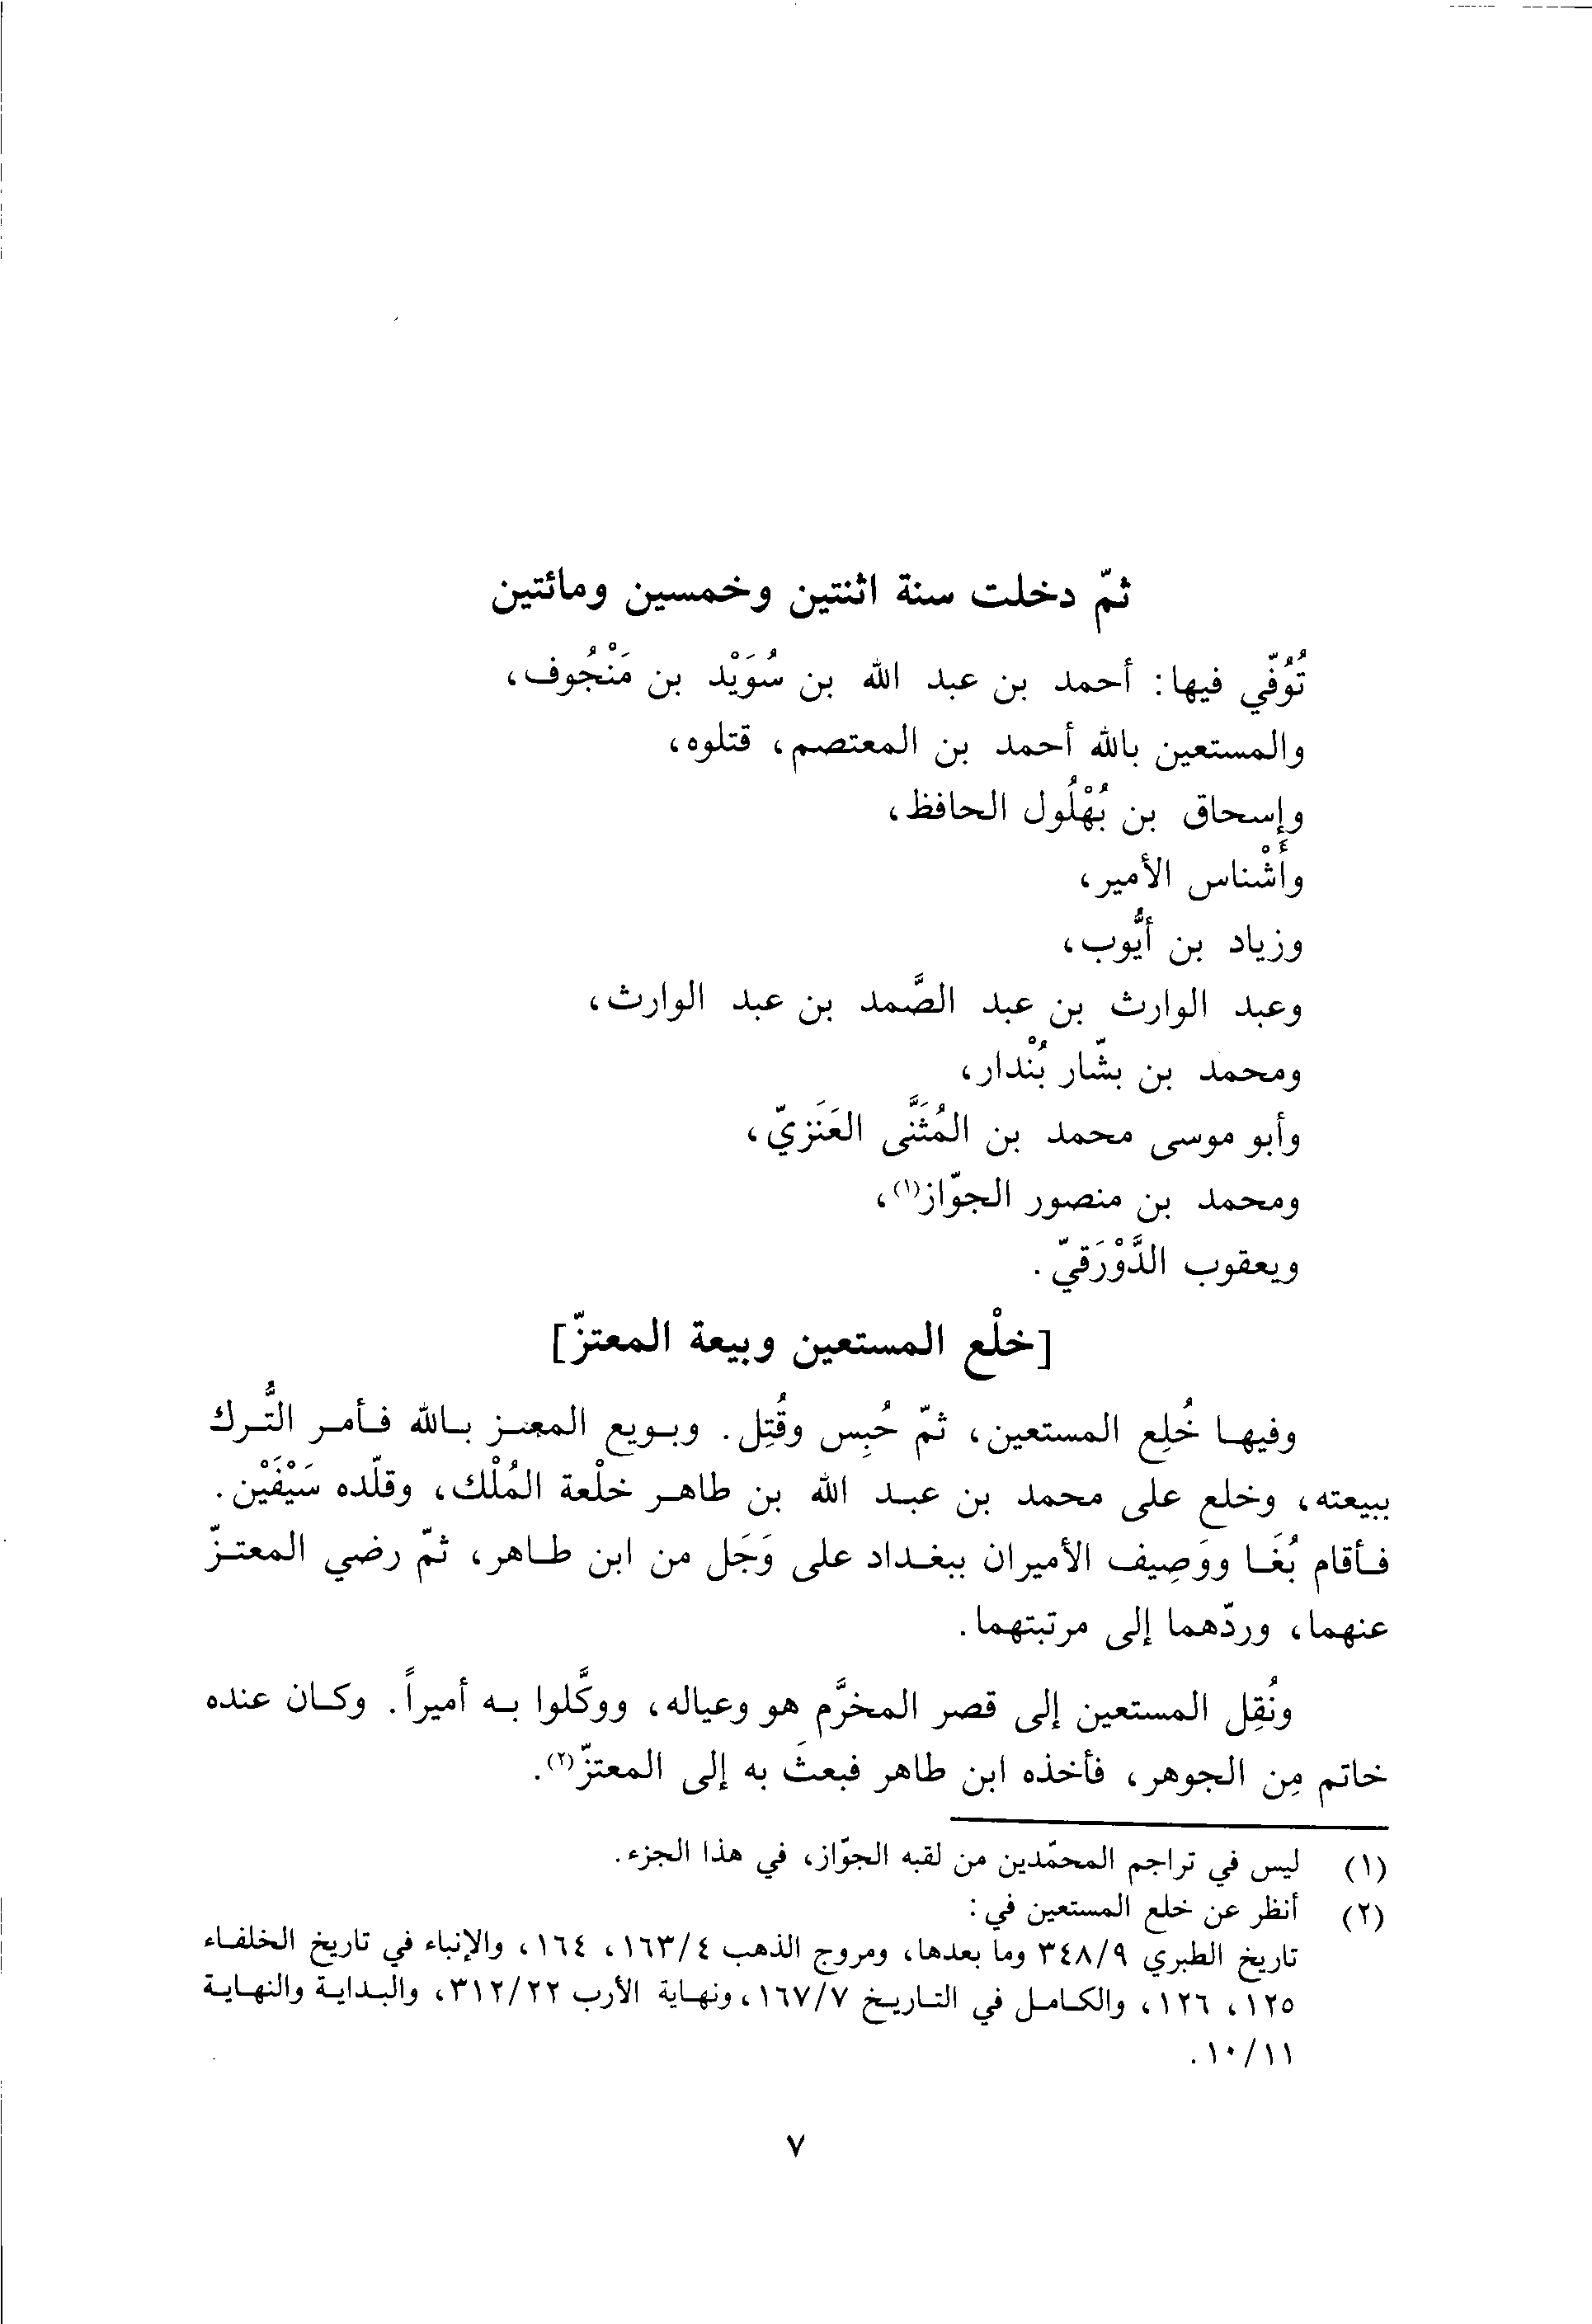 ثمّ دخلت سنة اثنتين وخمسين ومائتين
تُوُفّي فيها: أحمد بن عبد الله بن سُوَيْد بن مَنْجُوف،
والمستعين بالله أحمد بن المعتصم، قتلوه،
وإسحاق بن بُهْلُول الحافظ،
وأَشْناس الأمير،
وزياد بن أيُّوب،
وعبد الوارث بن عبد الصَّمد بن عبد الوارث،
ومحمد بن بشّار بُنْدار،
وأبو موسى محمد بن المُثَنَّى العَنَزيّ،
ومحمد بن منصور الجوّاز(١)،
ويعقوب الدَّوْرَقيّ.
[خلْع المستعين وبيعة المعتزّ]
وفيها خُلِع المستعين، ثمّ حُبِس وقُتِل. وبويع المعتز بالله فأمر التُّرك
ببيعته، وخلع على محمد بن عبد الله بن طاهر خلْعة المُلْك، وقلّده سَيْفَيْن.
فأقام بُغَا ووَصِيف الأميران ببغداد على وَجَل من ابن طاهر، ثمّ رضي المعتزّ
عنهما، وردّهما إلى مرتبتهما.
ونُقِل المستعين إلى قصر المخرَّم هو وعياله، ووكَّلوا به أميراً. وكان عنده
خاتم مِن الجوهر، فأخذه ابن طاهر فبعثَ به إلى المعتزّ(٢).
(١) ليس في تراجم المحمّدين من لقبه الجوّاز، في هذا الجزء.
(٢) أنظر عن خلع المستعين في:
تاريخ الطبري ٣٤٨/٩ وما بعدها، ومروج الذهب ١٦٣/٤، ١٦٤، والإنباء في تاريخ الخلفاء
١٢٥، ١٢٦، والكامل في التاريخ ١٦٧/٧، ونهاية الأرب ٣١٢/٢٢، والبداية والنهاية
١٠/١١.
٧